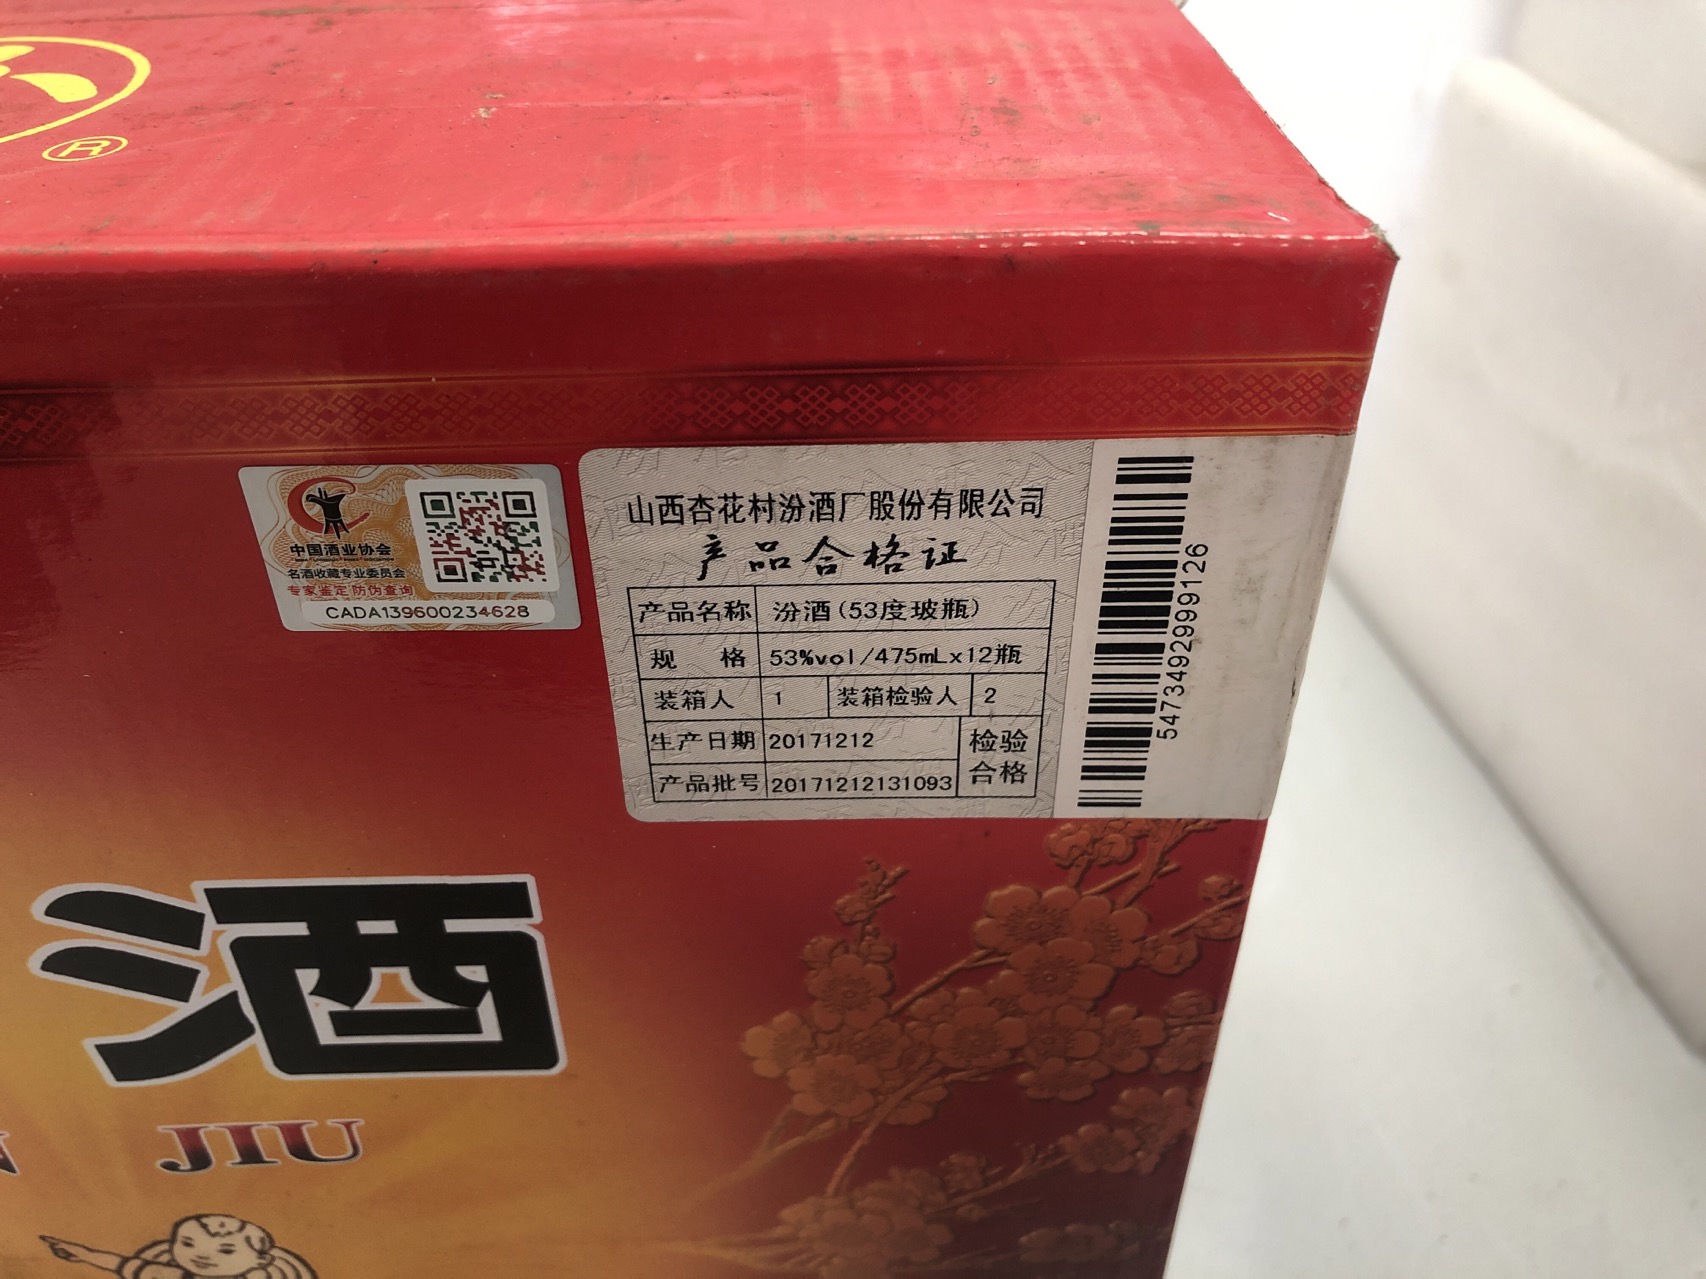 ®
中国酒业协会
名酒收藏专业委员会
专家鉴定 防伪查询
CADA139600234628
山西杏花村汾酒厂股份有限公司
产品合格证
产品名称 汾酒(53度玻瓶)
规 格 53%vol/475mLx12瓶
装箱人 1 装箱检验人 2
生产日期 20171212 检验
产品批号 20171212131093 合格
5473492999126
酒
JIU